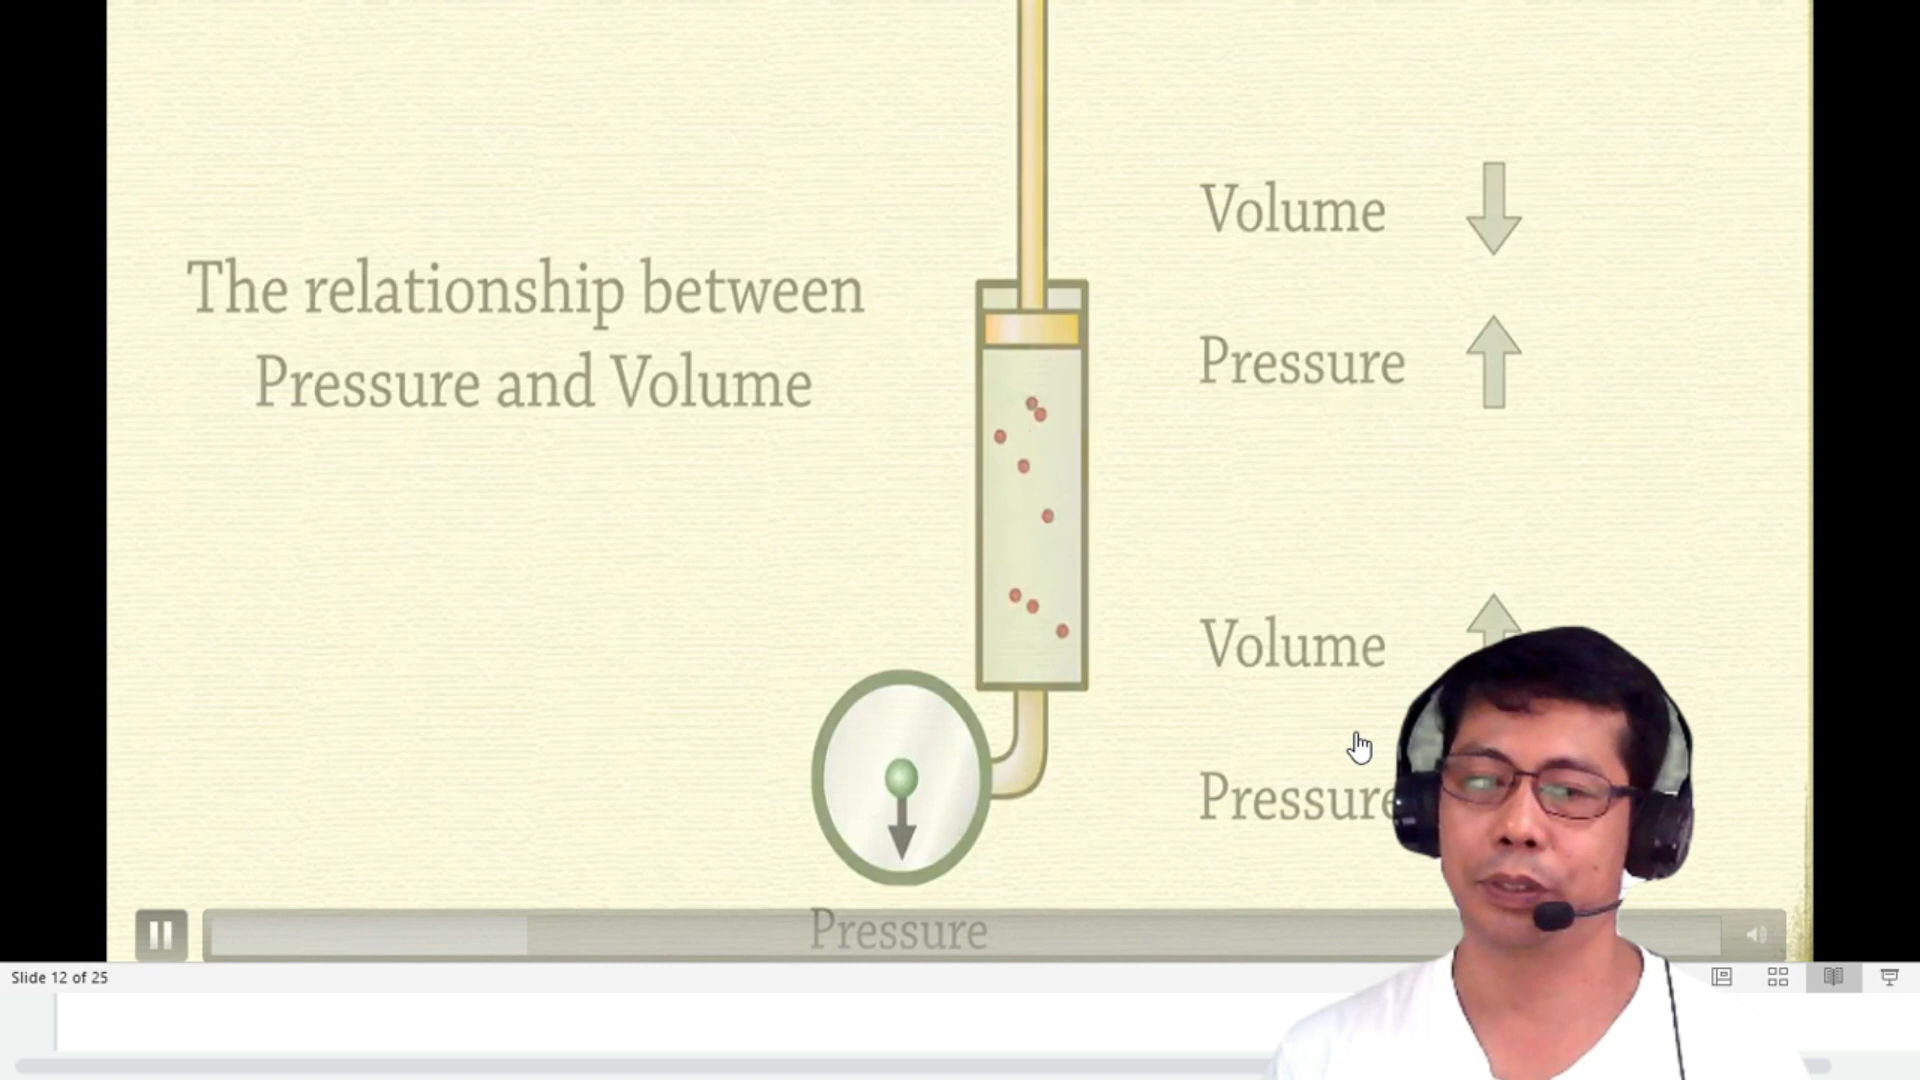 The relationship between
Pressure and Volume
Volume
Pressure
Volume
Pressure
Pressure
Slide 12 of 25